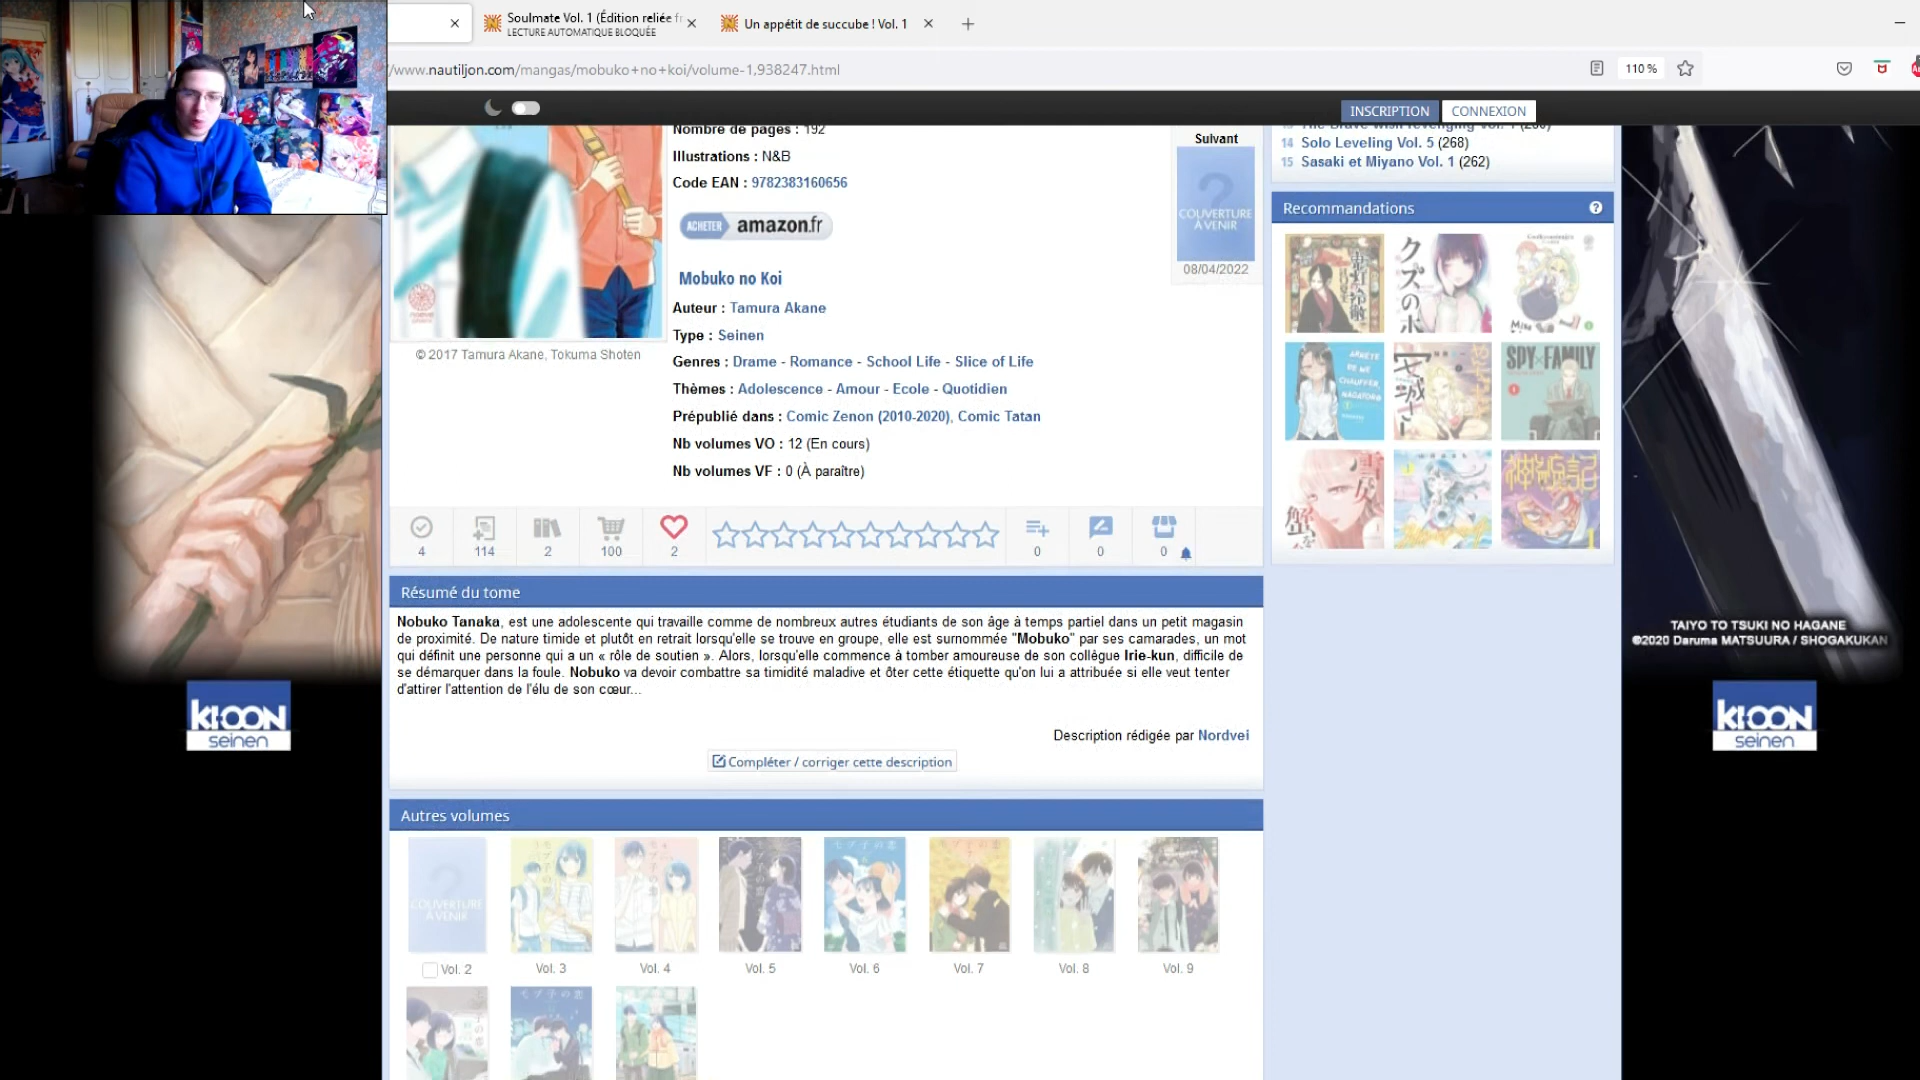 Soulmate Vol. 1 (Édition reliée fr
LECTURE AUTOMATIQUE BLOQUÉE
Un appétit de succube ! Vol. 1
/www.nautiljon.com/mangas/mobuko+no+koi/volume-1,938247.html
110 %
INSCRIPTION
CONNEXION
Nombre de pages : 192
Illustrations : N&B
Code EAN : 9782383160656
ACHETER amazon.fr
Mobuko no Koi
Auteur : Tamura Akane
Type : Seinen
Genres : Drame - Romance - School Life - Slice of Life
Thèmes : Adolescence - Amour - Ecole - Quotidien
Prépublié dans : Comic Zenon (2010-2020), Comic Tatan
Nb volumes VO : 12 (En cours)
Nb volumes VF : 0 (À paraître)
© 2017 Tamura Akane, Tokuma Shoten
Suivant
COUVERTURE
À VENIR
08/04/2022
14 Solo Leveling Vol. 5 (268)
15 Sasaki et Miyano Vol. 1 (262)
Recommandations
ARRÊTE
DE ME
CHAUFFER,
NAGATORO
SPY×FAMILY
4
114
2
100
2
0
0
0
Résumé du tome
Nobuko Tanaka, est une adolescente qui travaille comme de nombreux autres étudiants de son âge à temps partiel dans un petit magasin
de proximité. De nature timide et plutôt en retrait lorsqu'elle se trouve en groupe, elle est surnommée "Mobuko" par ses camarades, un mot
qui définit une personne qui a un « rôle de soutien ». Alors, lorsqu'elle commence à tomber amoureuse de son collègue Irie-kun, difficile de
se démarquer dans la foule. Nobuko va devoir combattre sa timidité maladive et ôter cette étiquette qu'on lui a attribuée si elle veut tenter
d'attirer l'attention de l'élu de son cœur...
Description rédigée par Nordvei
Compléter / corriger cette description
Autres volumes
COUVERTURE
À VENIR
Vol. 2
Vol. 3
Vol. 4
Vol. 5
Vol. 6
Vol. 7
Vol. 8
Vol. 9
モブ子の恋
TAIYO TO TSUKI NO HAGANE
©2020 Daruma MATSUURA / SHOGAKUKAN
KI-OON
seinen
KI-OON
seinen